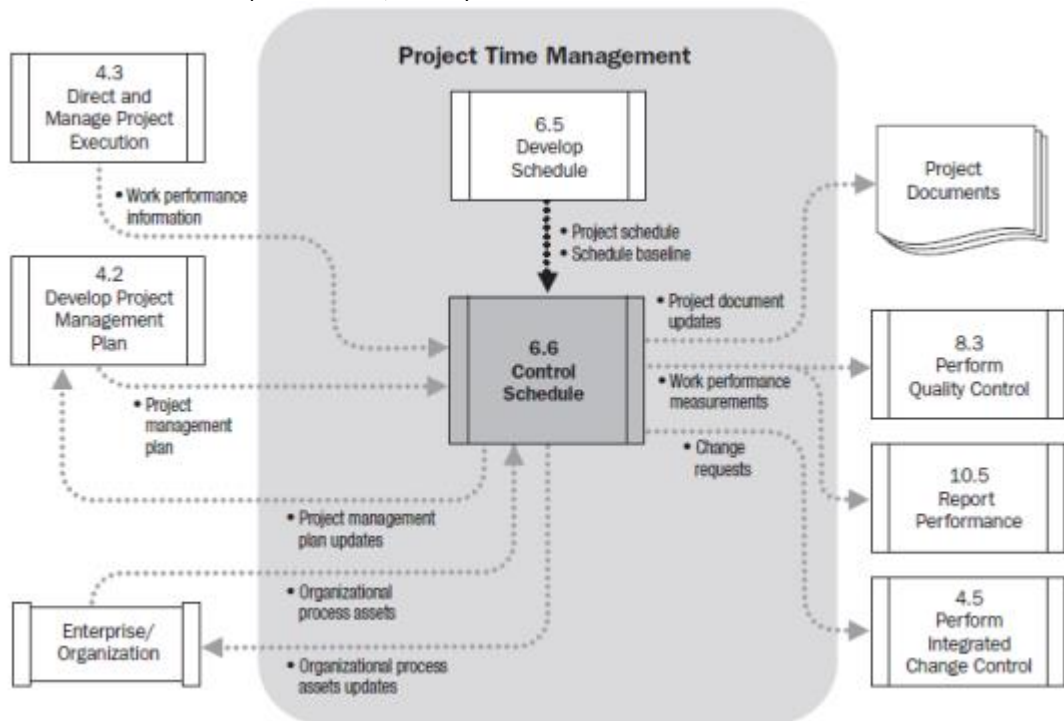 Project Time Management
4.3
Direct and
Manage Project
Execution
6.5
Develop
Schedule
Project
Documents
• Work performance
information
• Project schedule
• Schedule baseline
4.2
Develop Project
Management
Plan
• Project document
updates
6.6
Control
Schedule
8.3
Perform
Quality Control
• Work performance
measurements
• Project
management
plan
• Change
requests
10.5
Report
Performance
• Project management
plan updates
• Organizational
process assets
4.5
Perform
Integrated
Change Control
Enterprise/
Organization
• Organizational process
assets updates